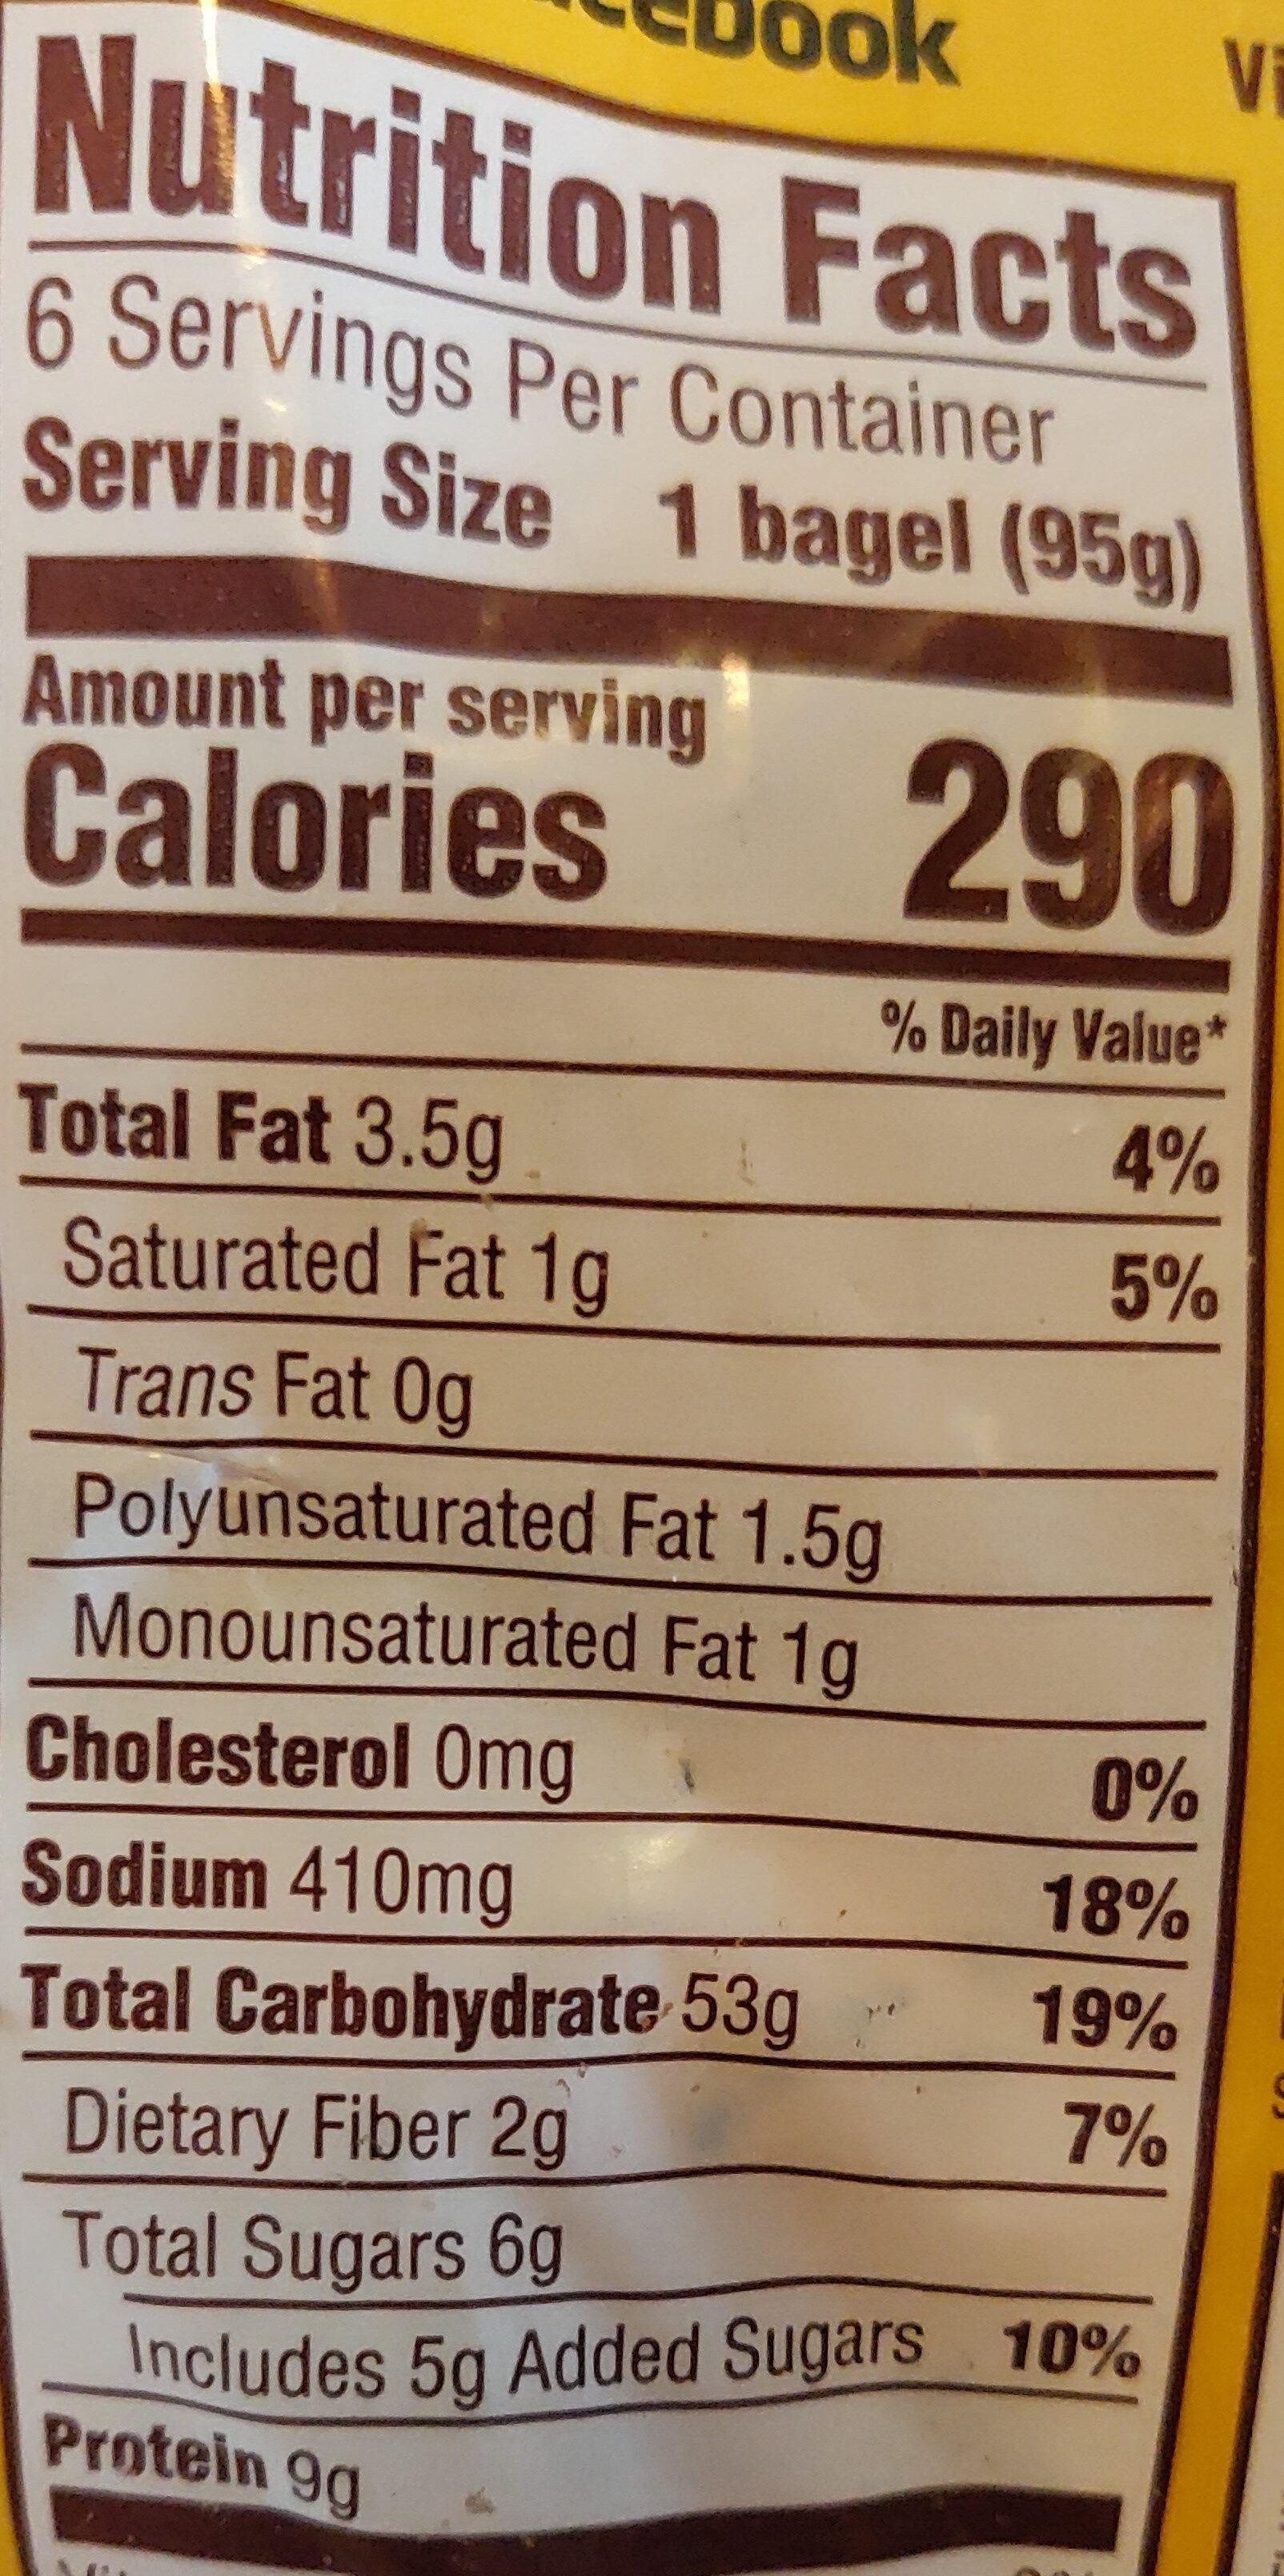 Nutrition Facts
6 Servings Per Container
Serving Size 1 bagel (95g)
Amount per serving
Calories 290
% Daily Value*
Total Fat 3.5g 4%
Saturated Fat 1g 5%
Trans Fat 0g
Polyunsaturated Fat 1.5g
Monounsaturated Fat 1g
Cholesterol 0mg 0%
Sodium 410mg 18%
Total Carbohydrate 53g 19%
Dietary Fiber 2g 7%
Total Sugars 6g
Includes 5g Added Sugars 10%
Protein 9g